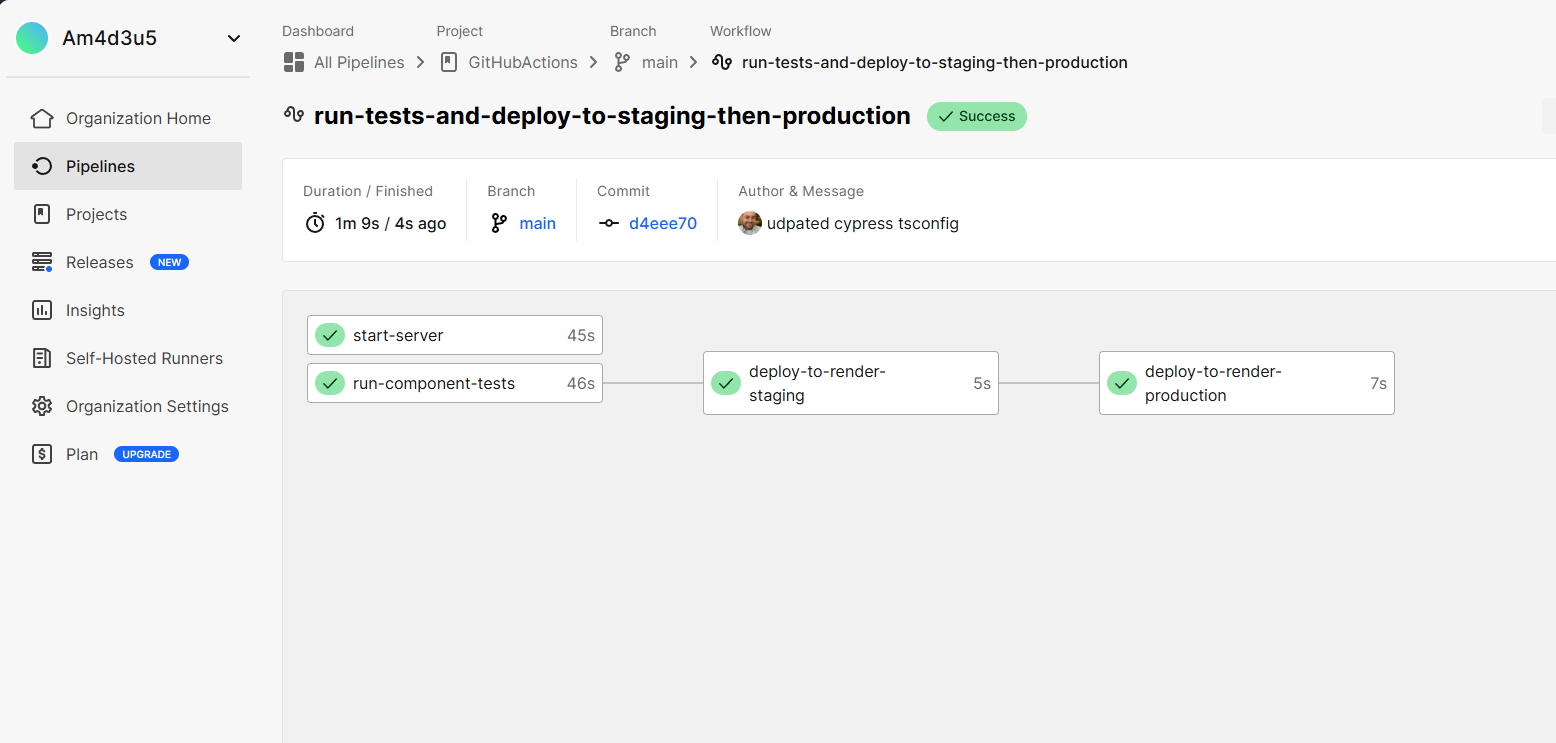 Am4d3u5
Organization Home
Pipelines
Projects
Releases NEW
Insights
Self-Hosted Runners
Organization Settings
Plan UPGRADE
Dashboard Project Branch Workflow
All Pipelines GitHubActions main run-tests-and-deploy-to-staging-then-production
run-tests-and-deploy-to-staging-then-production Success
Duration / Finished Branch Commit Author & Message
1m 9s / 4s ago main d4eee70 udpated cypress tsconfig
start-server 45s
run-component-tests 46s
deploy-to-render-
staging 5s
deploy-to-render-
production 7s